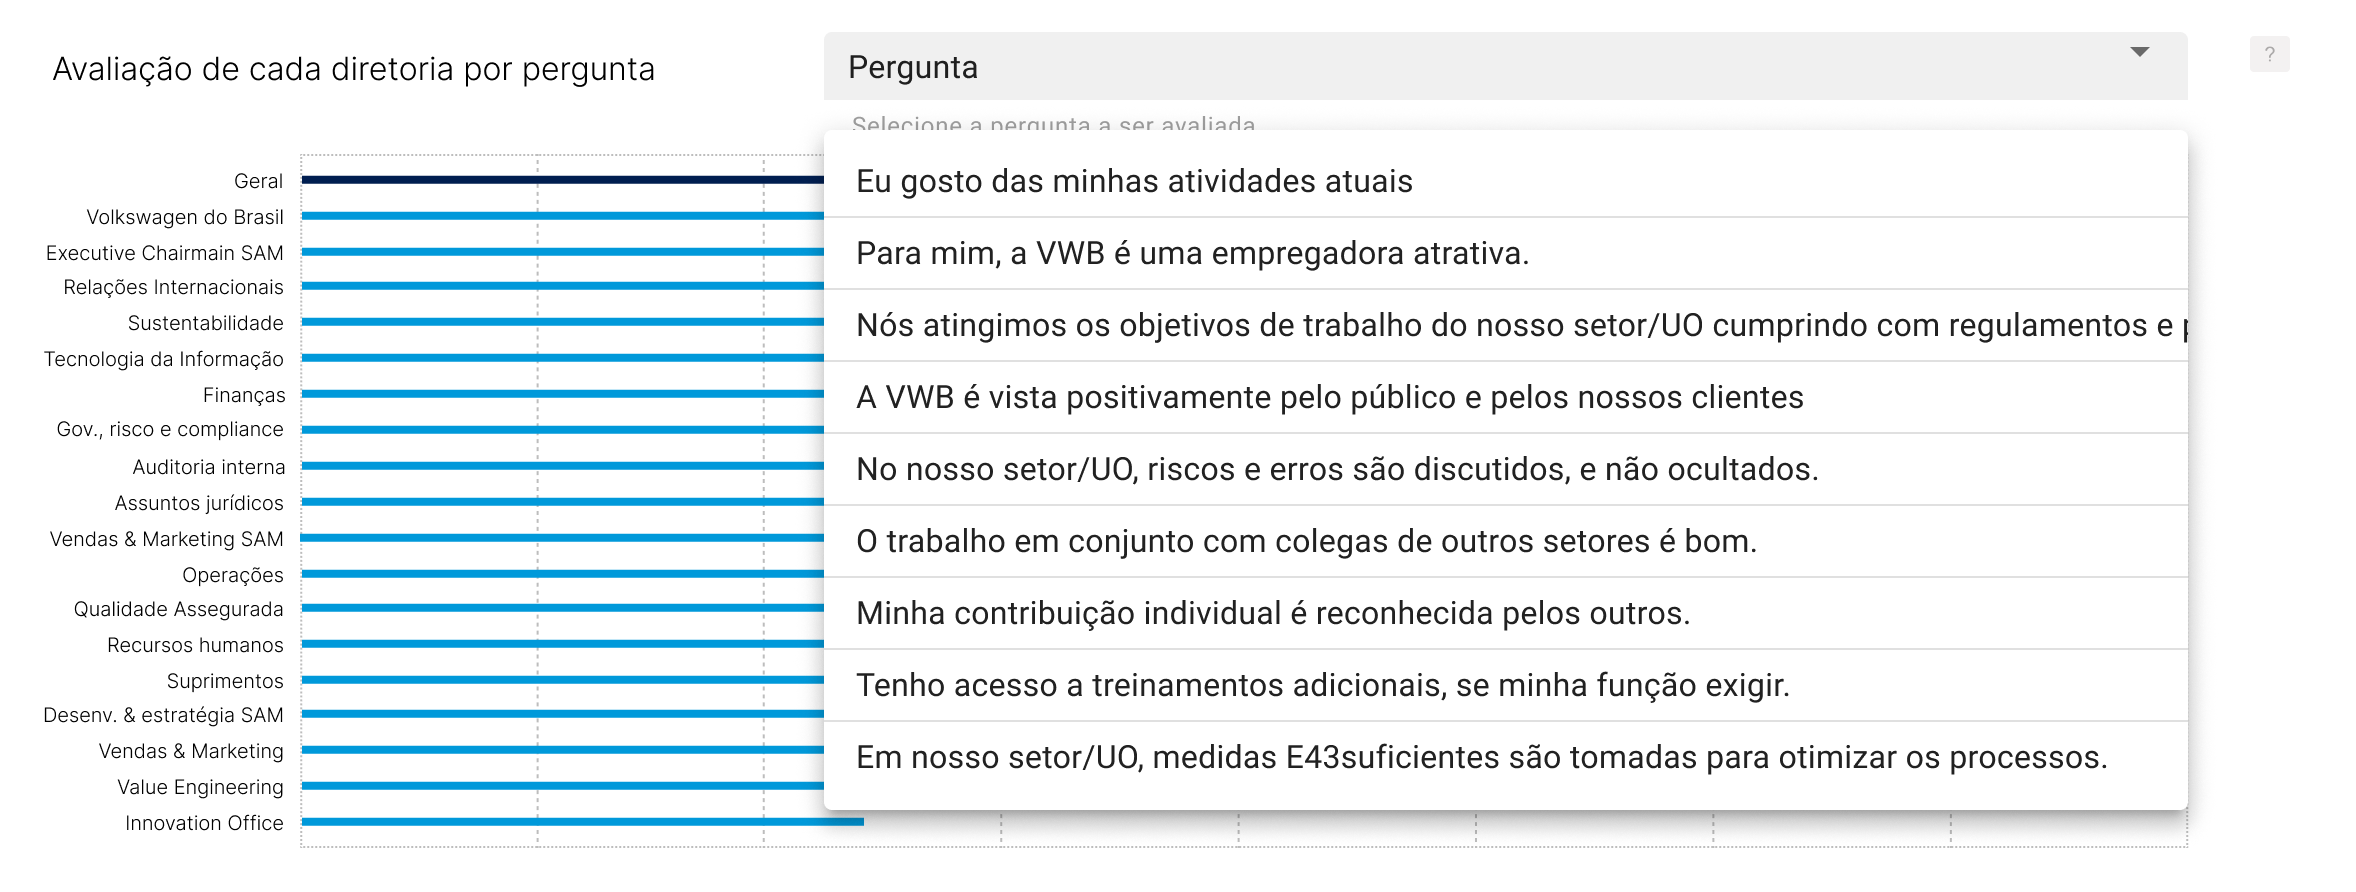 Avaliação de cada diretoria por pergunta
Pergunta
?
Selecione a pergunta a ser avaliada
Geral
Volkswagen do Brasil
Executive Chairmain SAM
Relações Internacionais
Sustentabilidade
Tecnologia da Informação
Finanças
Gov., risco e compliance
Auditoria interna
Assuntos jurídicos
Vendas & Marketing SAM
Operações
Qualidade Assegurada
Recursos humanos
Suprimentos
Desenv. & estratégia SAM
Vendas & Marketing
Value Engineering
Innovation Office
Eu gosto das minhas atividades atuais
Para mim, a VWB é uma empregadora atrativa.
Nós atingimos os objetivos de trabalho do nosso setor/UO cumprindo com regulamentos e
A VWB é vista positivamente pelo público e pelos nossos clientes
No nosso setor/UO, riscos e erros são discutidos, e não ocultados.
O trabalho em conjunto com colegas de outros setores é bom.
Minha contribuição individual é reconhecida pelos outros.
Tenho acesso a treinamentos adicionais, se minha função exigir.
Em nosso setor/UO, medidas E43suficientes são tomadas para otimizar os processos.